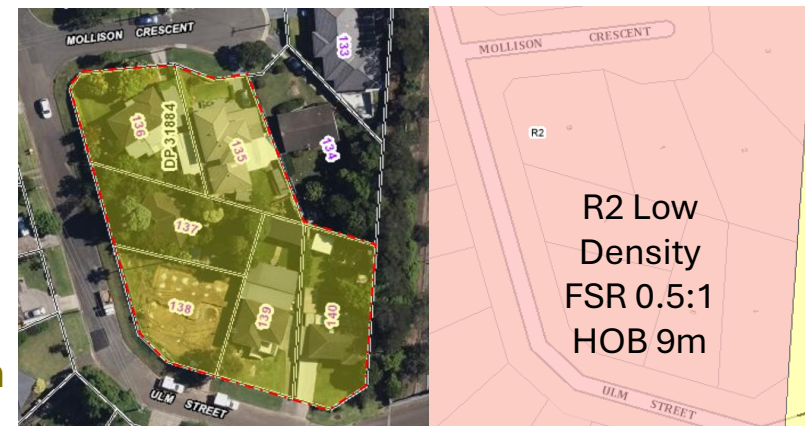 MOLLISON CRESCENT
133
136
DP 31884
135
134
137
138
139
140
ULM STREET
MOLLISON CRESCENT
R2
R2 Low
Density
FSR 0.5:1
HOB 9m
ULM STREET